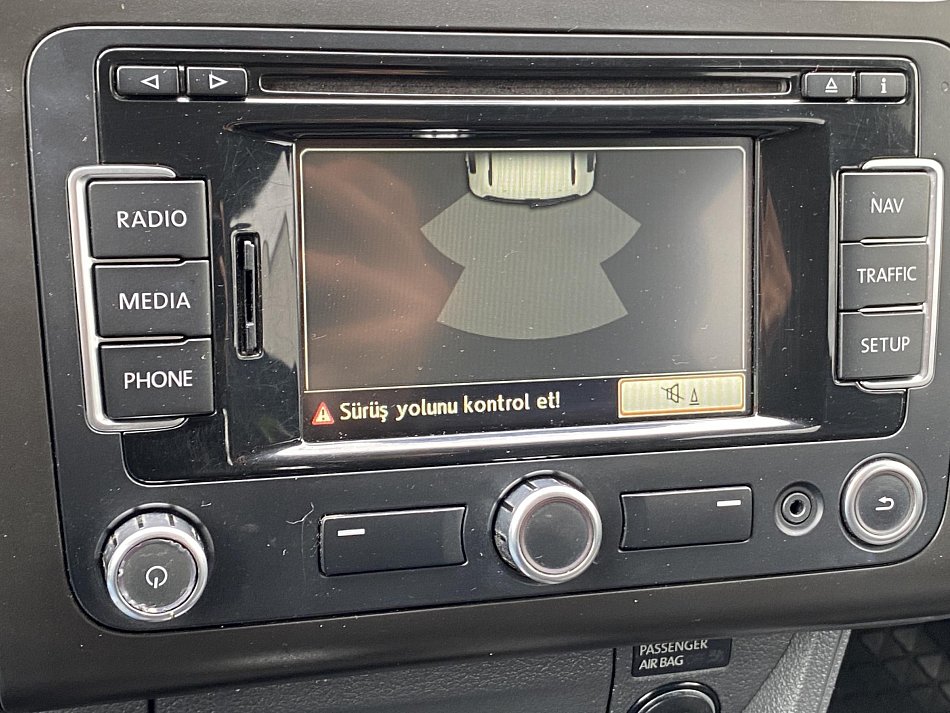 i
RADIO
NAV
MEDIA
TRAFFIC
PHONE
SETUP
Sürüş yolunu kontrol et!
PASSENGER
AIR BAG